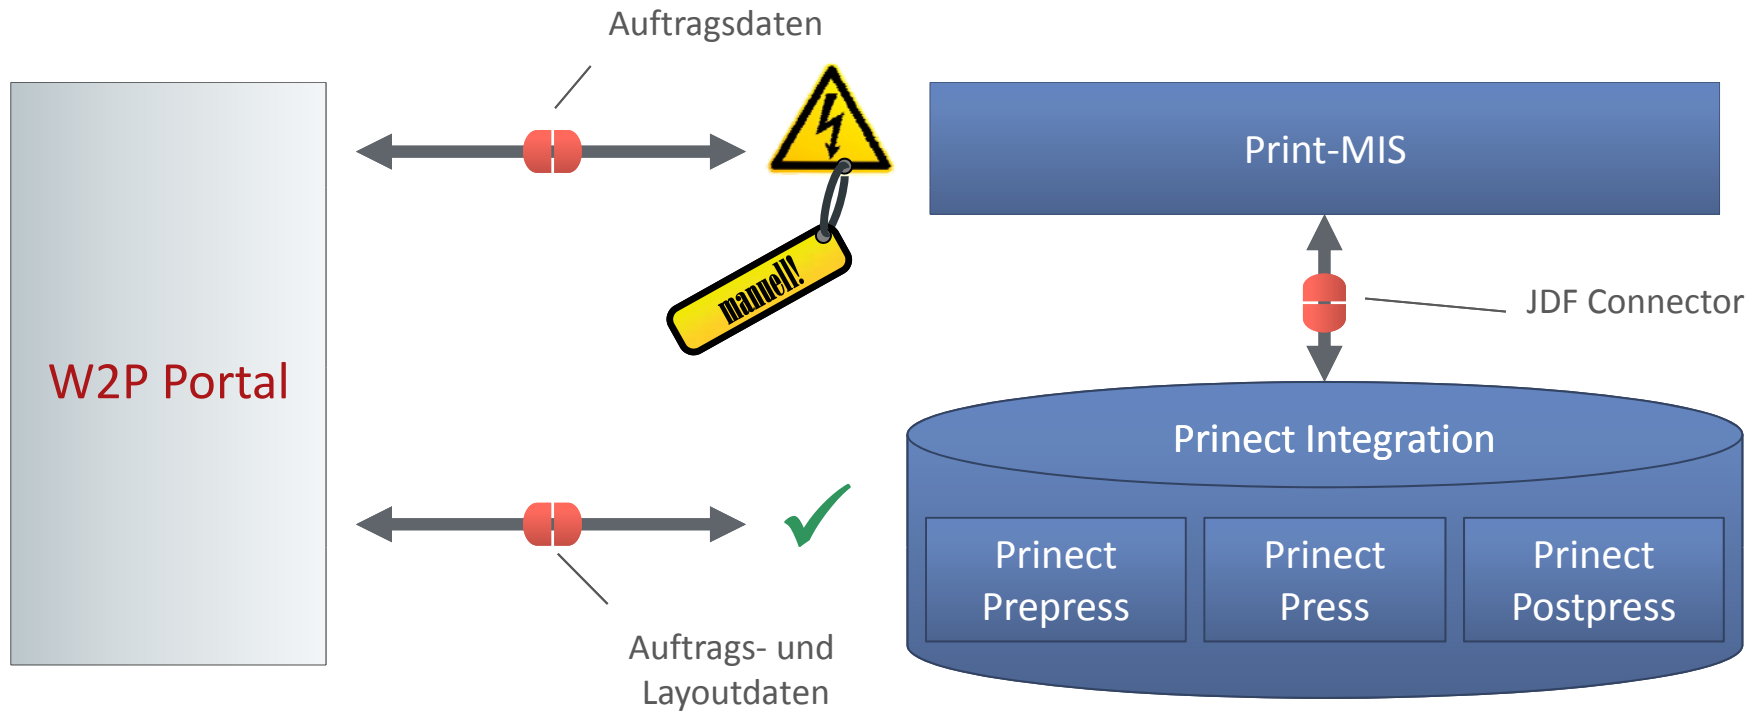 Auftragsdaten
Print-MIS
manuell!
JDF Connector
W2P Portal
Prinect Integration
Prinect
Prepress
Prinect
Press
Prinect
Postpress
Auftrags- und
Layoutdaten